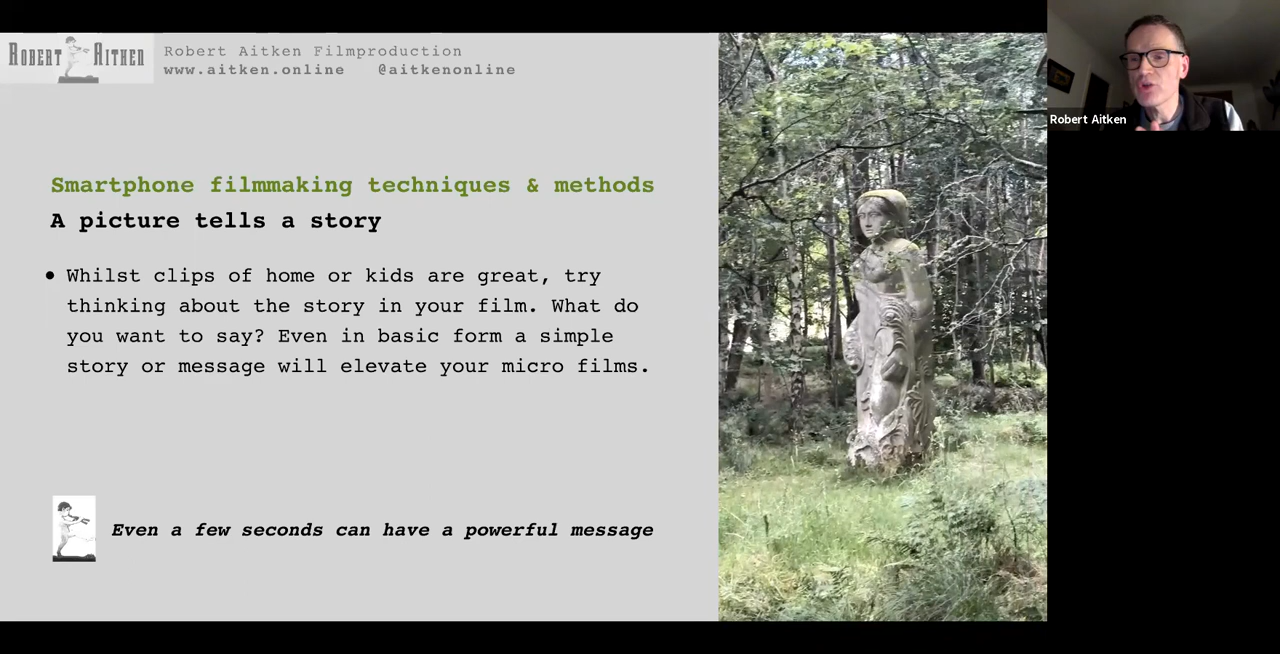 ROBERT AITKEN
Robert Aitken Filmproduction
www.aitken.online @aitkenonline
Smartphone filmmaking techniques & methods
A picture tells a story
• Whilst clips of home or kids are great, try
thinking about the story in your film. What do
you want to say? Even in basic form a simple
story or message will elevate your micro films.
Even a few seconds can have a powerful message
Robert Aitken